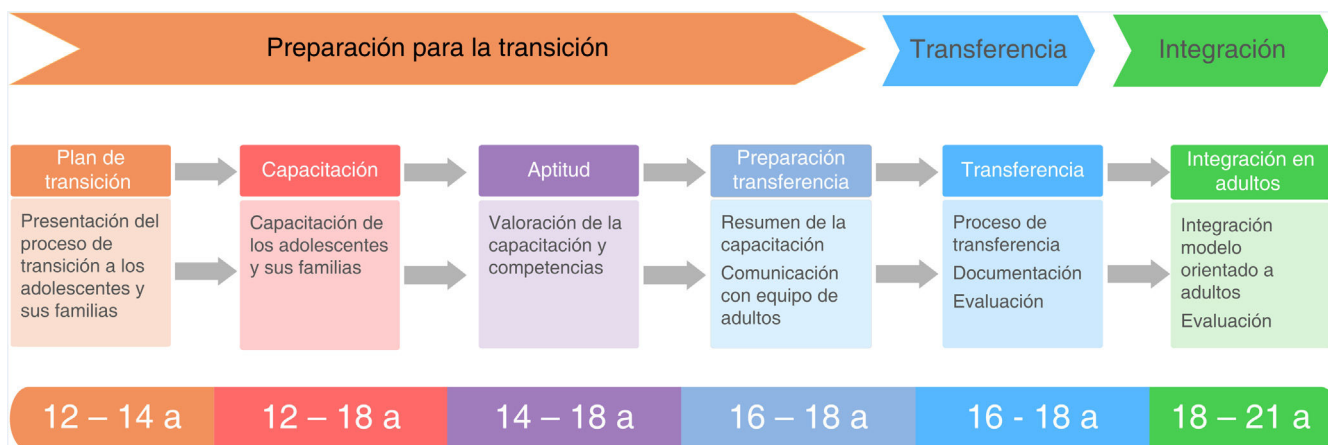 Preparación para la transición
Transferencia
Integración
Plan de
transición
Capacitación
Aptitud
Preparación
transferencia
Transferencia
Integración en
adultos
Presentación del
proceso de
transición a los
adolescentes y
sus familias
Capacitación de
los adolescentes
y sus familias
Valoración de la
capacitación y
competencias
Resumen de la
capacitación
Comunicación
con equipo de
adultos
Proceso de
transferencia
Documentación
Evaluación
Integración
modelo
orientado a
adultos
Evaluación
12 – 14 a
12 – 18 a
14 – 18 a
16 – 18 a
16 - 18 a
18 – 21 a